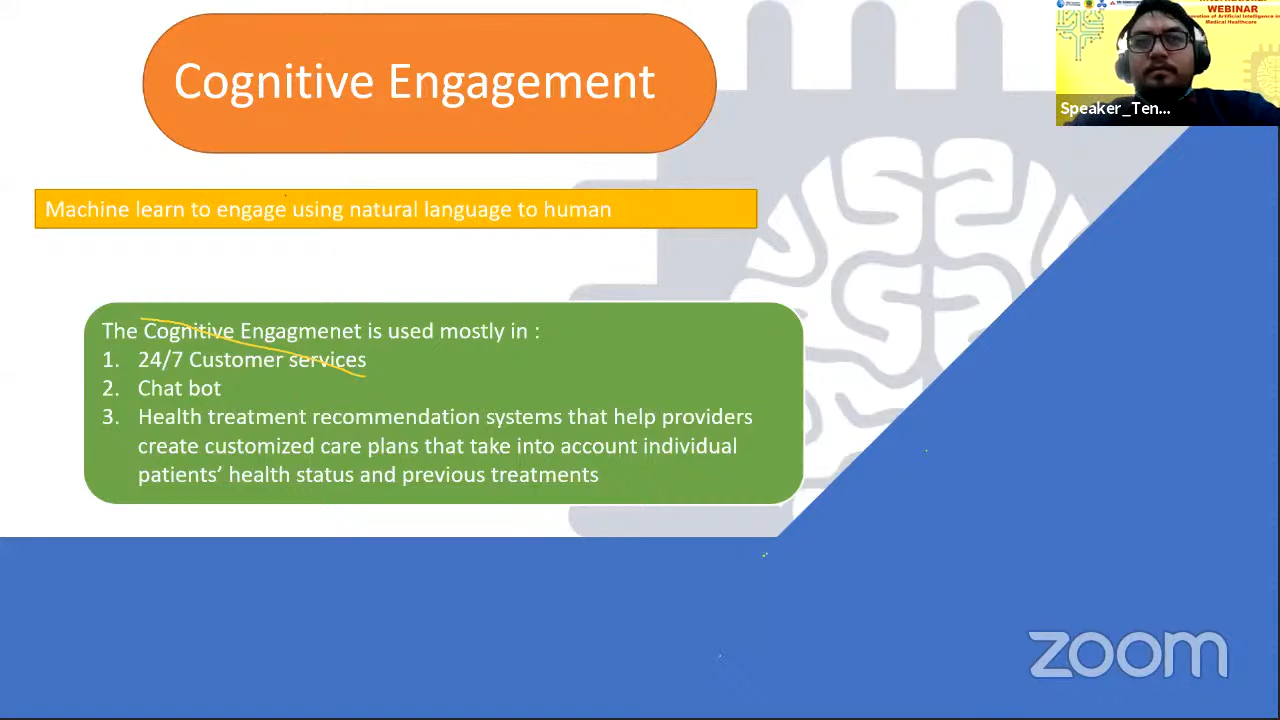 Cognitive Engagement
WEBINAR
Medical Healthcare
Speaker_Ten...
Machine learn to engage using natural language to human
The Cognitive Engagmenet is used mostly in :
1. 24/7 Customer services
2. Chat bot
3. Health treatment recommendation systems that help providers
create customized care plans that take into account individual
patients’ health status and previous treatments
zoom